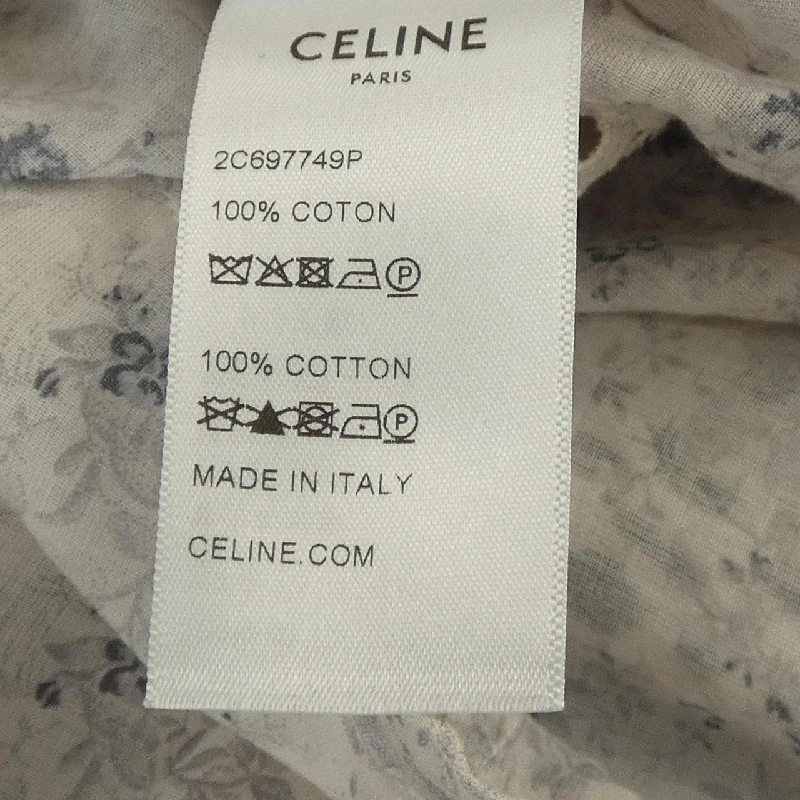 CELINE
PARIS
2C697749P
100% COTON
P
100% COTTON
P
MADE IN ITALY
CELINE.COM